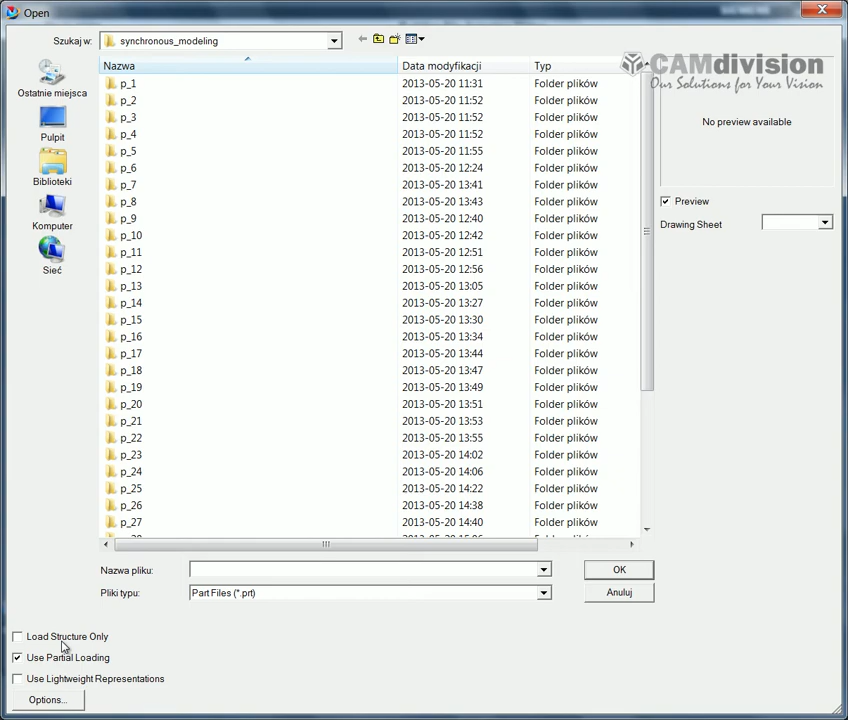 Open
Szukaj w:
synchronous_modeling
CAMdivision
Our Solutions for Your Vision
Ostatnie miejsca
Pulpit
Biblioteki
Komputer
Sieć
Nazwa Data modyfikacji Typ
p_1 2013-05-20 11:31 Folder plików
p_2 2013-05-20 11:52 Folder plików
p_3 2013-05-20 11:52 Folder plików
p_4 2013-05-20 11:52 Folder plików
p_5 2013-05-20 11:55 Folder plików
p_6 2013-05-20 12:24 Folder plików
p_7 2013-05-20 13:41 Folder plików
p_8 2013-05-20 13:43 Folder plików
p_9 2013-05-20 12:40 Folder plików
p_10 2013-05-20 12:42 Folder plików
p_11 2013-05-20 12:51 Folder plików
p_12 2013-05-20 12:56 Folder plików
p_13 2013-05-20 13:05 Folder plików
p_14 2013-05-20 13:27 Folder plików
p_15 2013-05-20 13:30 Folder plików
p_16 2013-05-20 13:34 Folder plików
p_17 2013-05-20 13:44 Folder plików
p_18 2013-05-20 13:47 Folder plików
p_19 2013-05-20 13:49 Folder plików
p_20 2013-05-20 13:51 Folder plików
p_21 2013-05-20 13:53 Folder plików
p_22 2013-05-20 13:55 Folder plików
p_23 2013-05-20 14:02 Folder plików
p_24 2013-05-20 14:06 Folder plików
p_25 2013-05-20 14:22 Folder plików
p_26 2013-05-20 14:38 Folder plików
p_27 2013-05-20 14:40 Folder plików
No preview available
Preview
Drawing Sheet
Nazwa pliku:
OK
Pliki typu:
Part Files (*.prt)
Anuluj
Load Structure Only
Use Partial Loading
Use Lightweight Representations
Options...